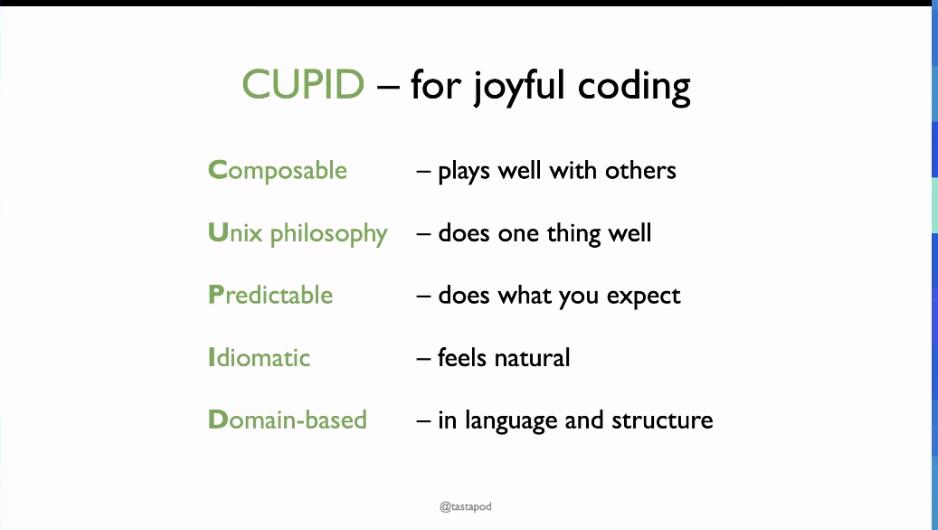 CUPID – for joyful coding
Composable – plays well with others
Unix philosophy – does one thing well
Predictable – does what you expect
Idiomatic – feels natural
Domain-based – in language and structure
@tastapod